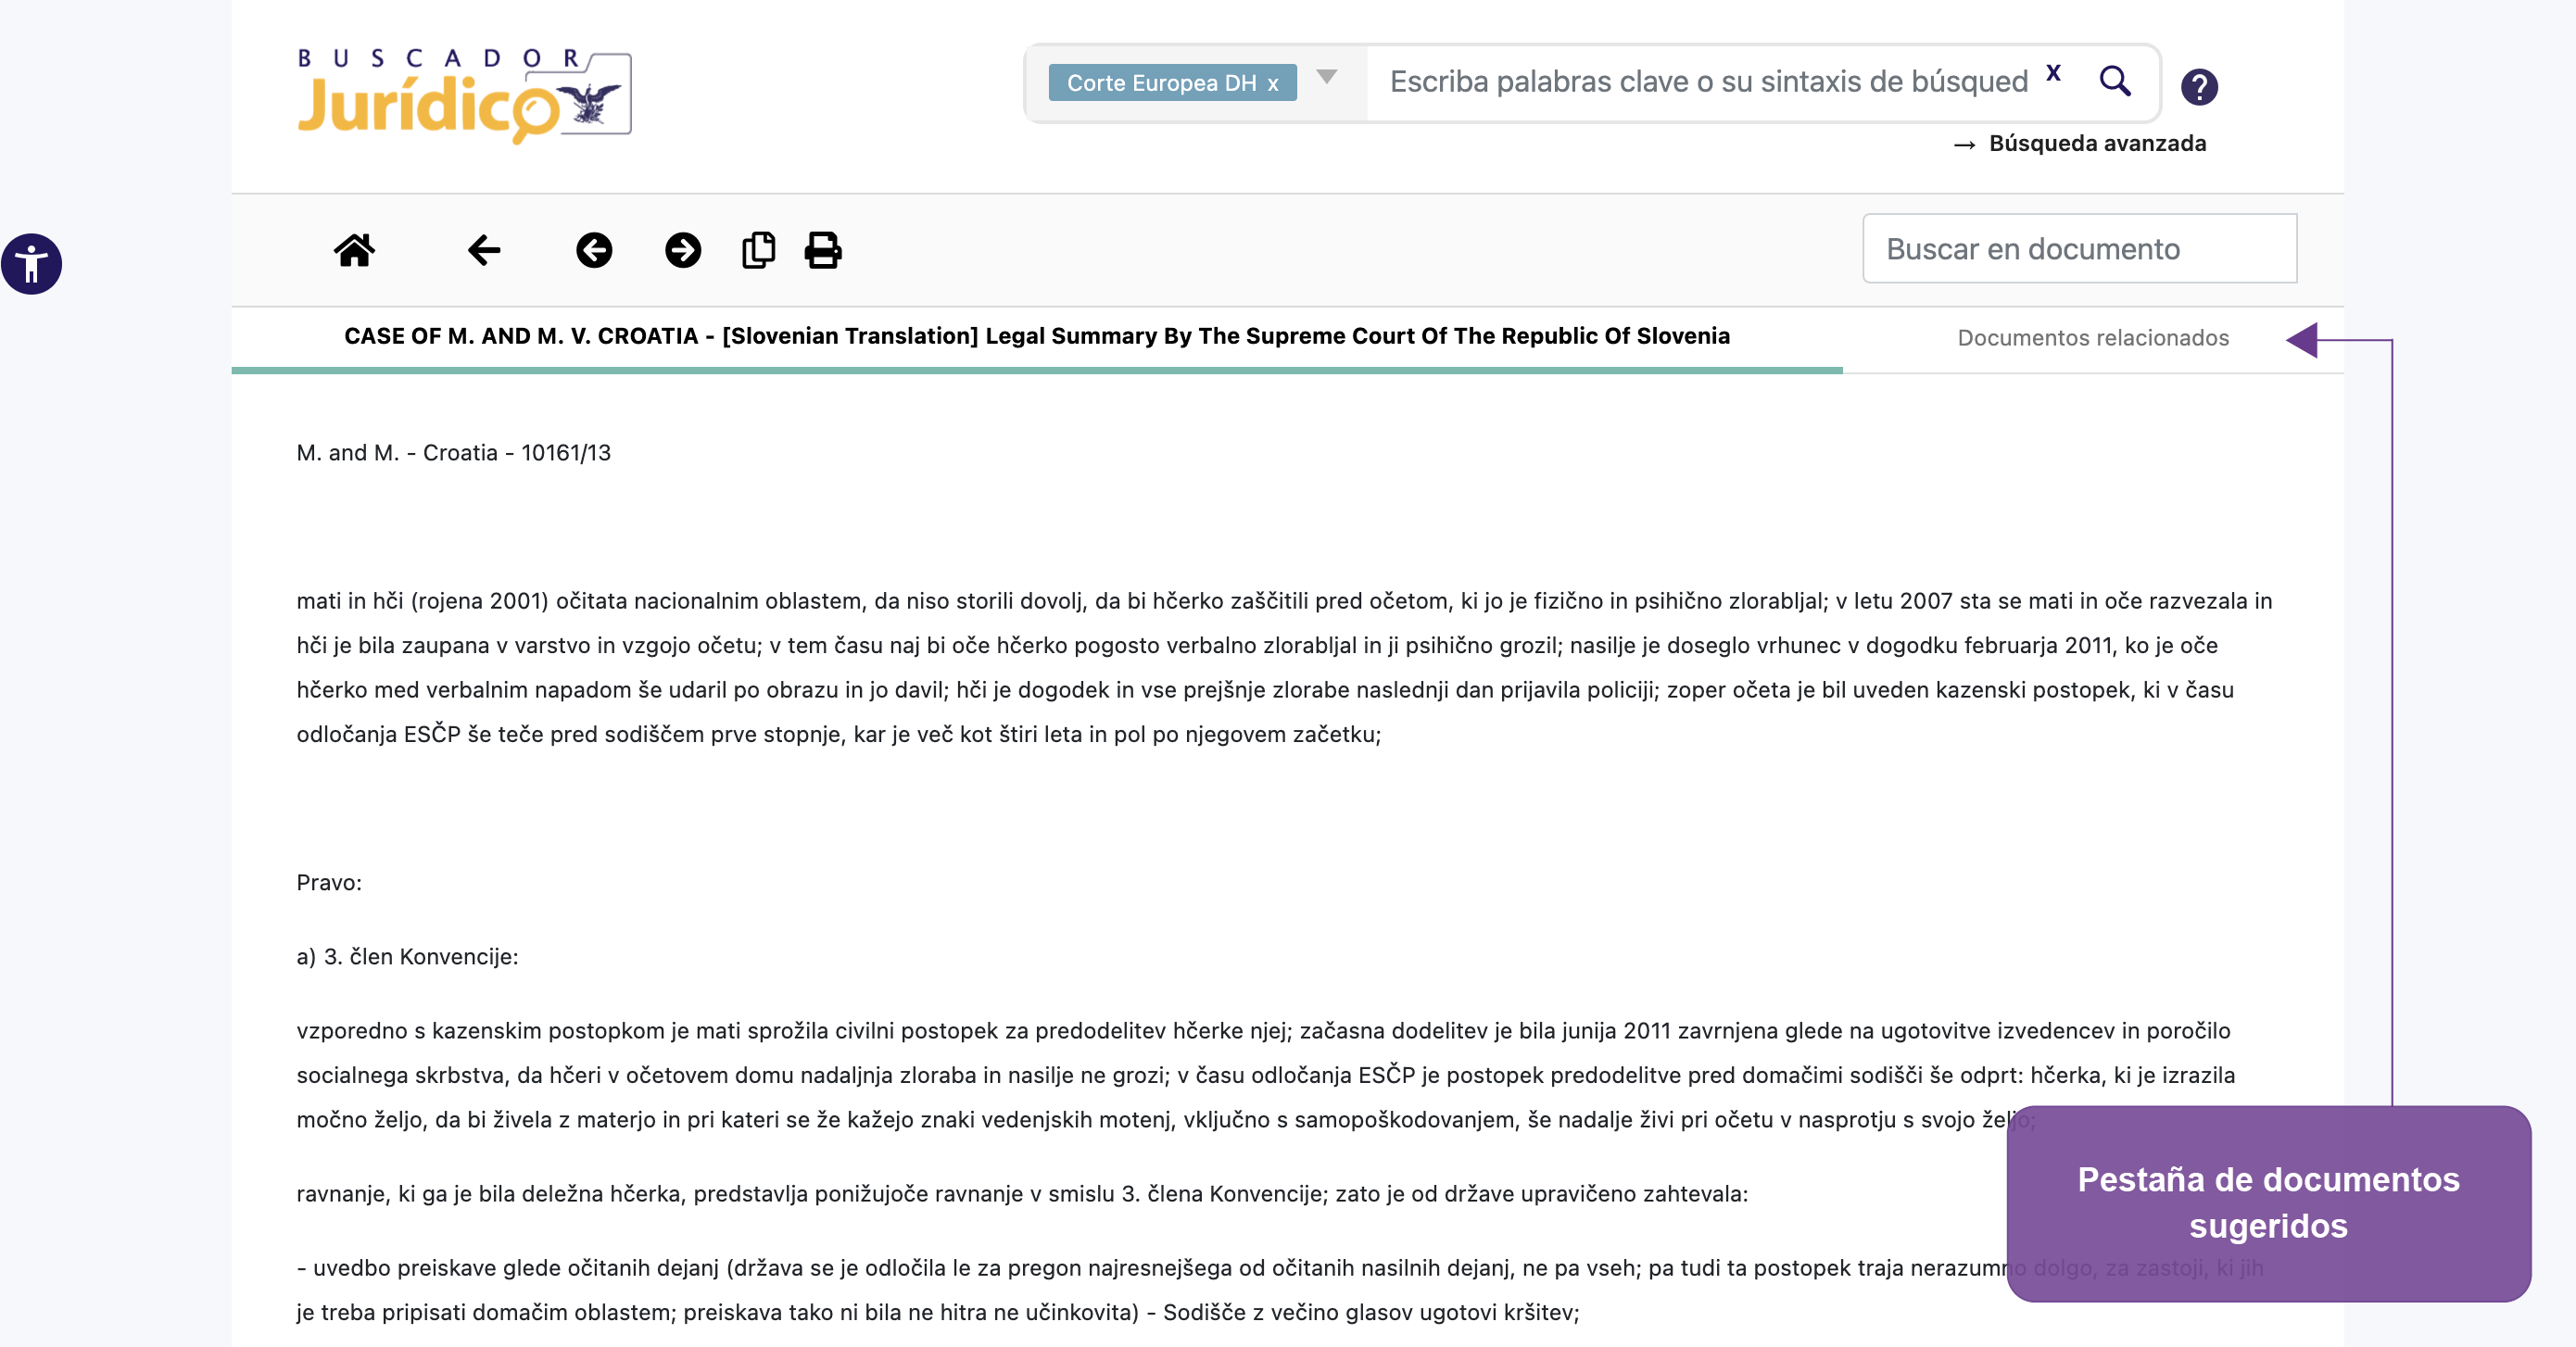 BUSCADOR
Jurídico
Corte Europea DH x
Escriba palabras clave o su sintaxis de búsqued
x
?
→ Búsqueda avanzada
Buscar en documento
CASE OF M. AND M. V. CROATIA - [Slovenian Translation] Legal Summary By The Supreme Court Of The Republic Of Slovenia
Documentos relacionados
M. and M. - Croatia - 10161/13
mati in hči (rojena 2001) očitata nacionalnim oblastem, da niso storili dovolj, da bi hčerko zaščitili pred očetom, ki jo je fizično in psihično zlorabljal; v letu 2007 sta se mati in oče razvezala in
hči je bila zaupana v varstvo in vzgojo očetu; v tem času naj bi oče hčerko pogosto verbalno zlorabljal in ji psihično grozil; nasilje je doseglo vrhunec v dogodku februarja 2011, ko je oče
hčerko med verbalnim napadom še udaril po obrazu in jo davil; hči je dogodek in vse prejšnje zlorabe naslednji dan prijavila policiji; zoper očeta je bil uveden kazenski postopek, ki v času
odločanja ESČP še teče pred sodiščem prve stopnje, kar je več kot štiri leta in pol po njegovem začetku;
Pravo:
a) 3. člen Konvencije:
vzporedno s kazenskim postopkom je mati sprožila civilni postopek za predodelitev hčerke njej; začasna dodelitev je bila junija 2011 zavrnjena glede na ugotovitve izvedencev in poročilo
socialnega skrbstva, da hčeri v očetovem domu nadaljnja zloraba in nasilje ne grozi; v času odločanja ESČP je postopek predodelitve pred domačimi sodišči še odprt: hčerka, ki je izrazila
močno željo, da bi živela z materjo in pri kateri se že kažejo znaki vedenjskih motenj, vključno s samopoškodovanjem, še nadalje živi pri očetu v nasprotju s svojo željo;
ravnanje, ki ga je bila deležna hčerka, predstavlja ponižujoče ravnanje v smislu 3. člena Konvencije; zato je od države upravičeno zahtevala:
- uvedbo preiskave glede očitanih dejanj (država se je odločila le za pregon najresnejšega od očitanih nasilnih dejanj, ne pa vseh; pa tudi ta postopek traja nerazumno dolgo, za zastoji, ki jih
je treba pripisati domačim oblastem; preiskava tako ni bila ne hitra ne učinkovita) - Sodišče z večino glasov ugotovi kršitev;
Pestaña de documentos
sugeridos